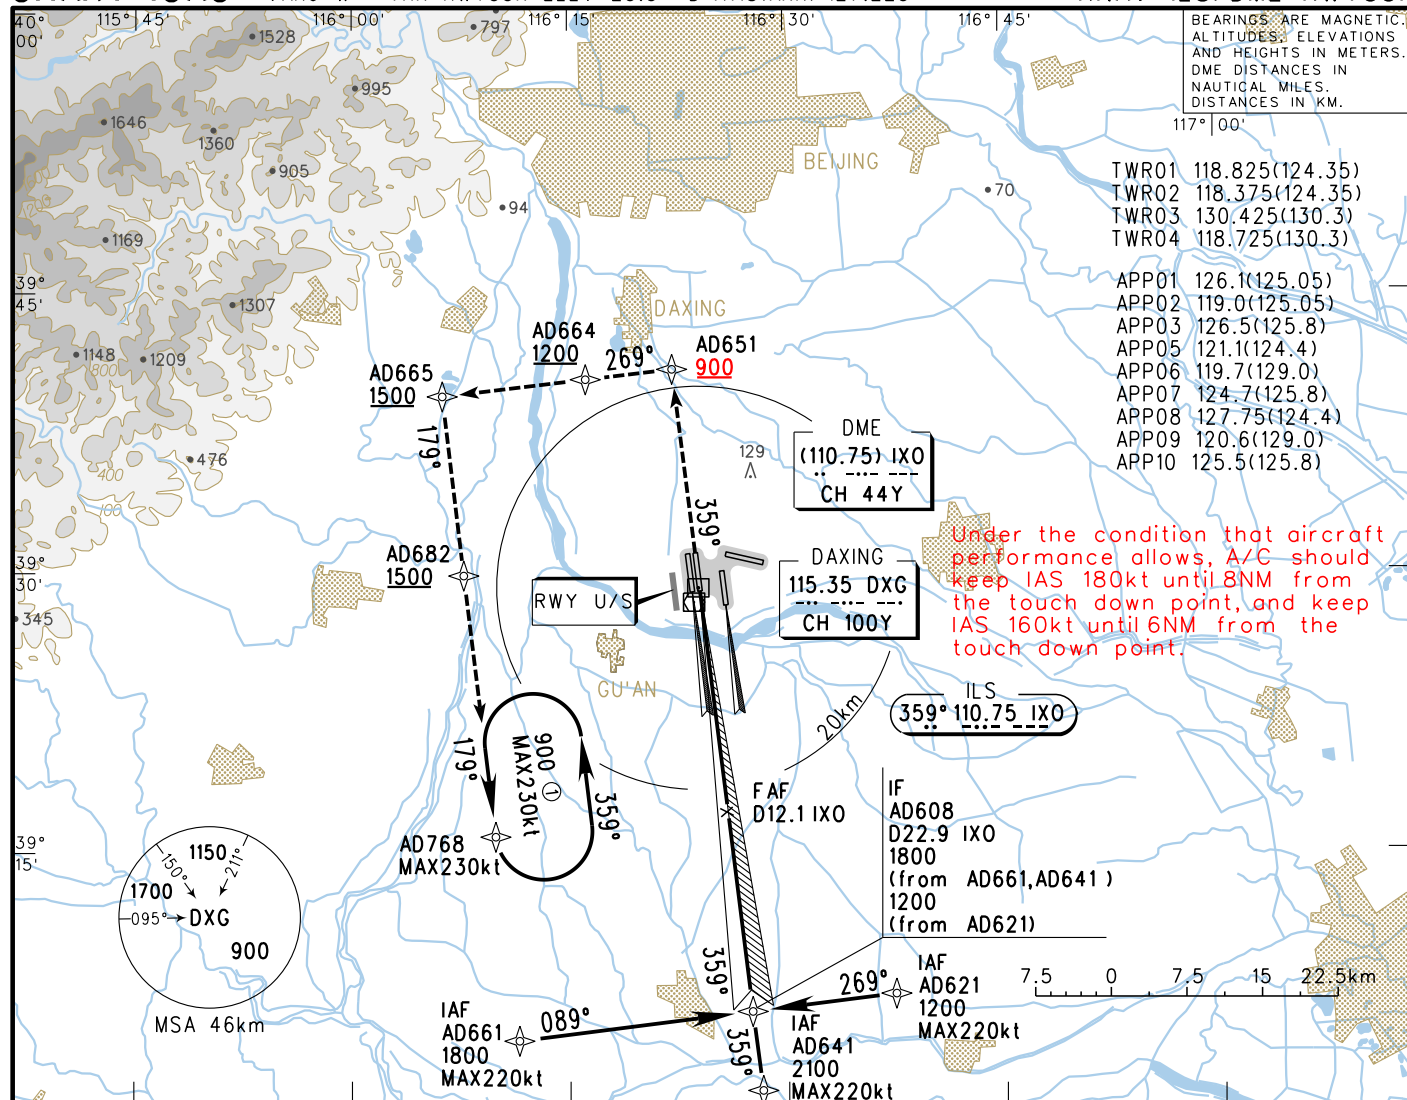 115° 45'
116° 00'
116° 15'
116° 30'
116° 45'
40°
00'
BEARINGS ARE MAGNETIC.
ALTITUDES, ELEVATIONS
AND HEIGHTS IN METERS.
DME DISTANCES IN
NAUTICAL MILES.
DISTANCES IN KM.
117° 00'
797
1528
995
1646
1360
905
94
BEIJING
70
1169
1307
1148
1209
800
476
400
345
39°
45'
39°
30'
39°
15'
TWR01 118.825(124.35)
TWR02 118.375(124.35)
TWR03 130.425(130.3)
TWR04 118.725(130.3)
APP01 126.1(125.05)
APP02 119.0(125.05)
APP03 126.5(125.8)
APP05 121.1(124.4)
APP06 119.7(129.0)
APP07 124.7(125.8)
APP08 127.75(124.4)
APP09 120.6(129.0)
APP10 125.5(125.8)
DAXING
AD664
1200
269°
AD651
900
AD665
1500
179°
129
DME
(110.75) IXO
CH 44Y
359°
AD682
1500
RWY U/S
DAXING
115.35 DXG
CH 100Y
Under the condition that aircraft
performance allows, A/C should
keep IAS 180kt until 8NM from
the touch down point, and keep
IAS 160kt until 6NM from the
touch down point.
GU'AN
20km
ILS
359° 110.75 IXO
179°
900 ①
MAX230kt
359°
AD768
MAX230kt
FAF
D12.1 IXO
IF
AD608
D22.9 IXO
1800
(from AD661,AD641)
1200
(from AD621)
1150
150°
211°
1700
095°
DXG
900
MSA 46km
359°
269°
IAF
AD621
1200
MAX220kt
7.5 0 7.5 15 22.5km
IAF
AD661
1800
MAX220kt
089°
359°
IAF
AD641
2100
MAX220kt